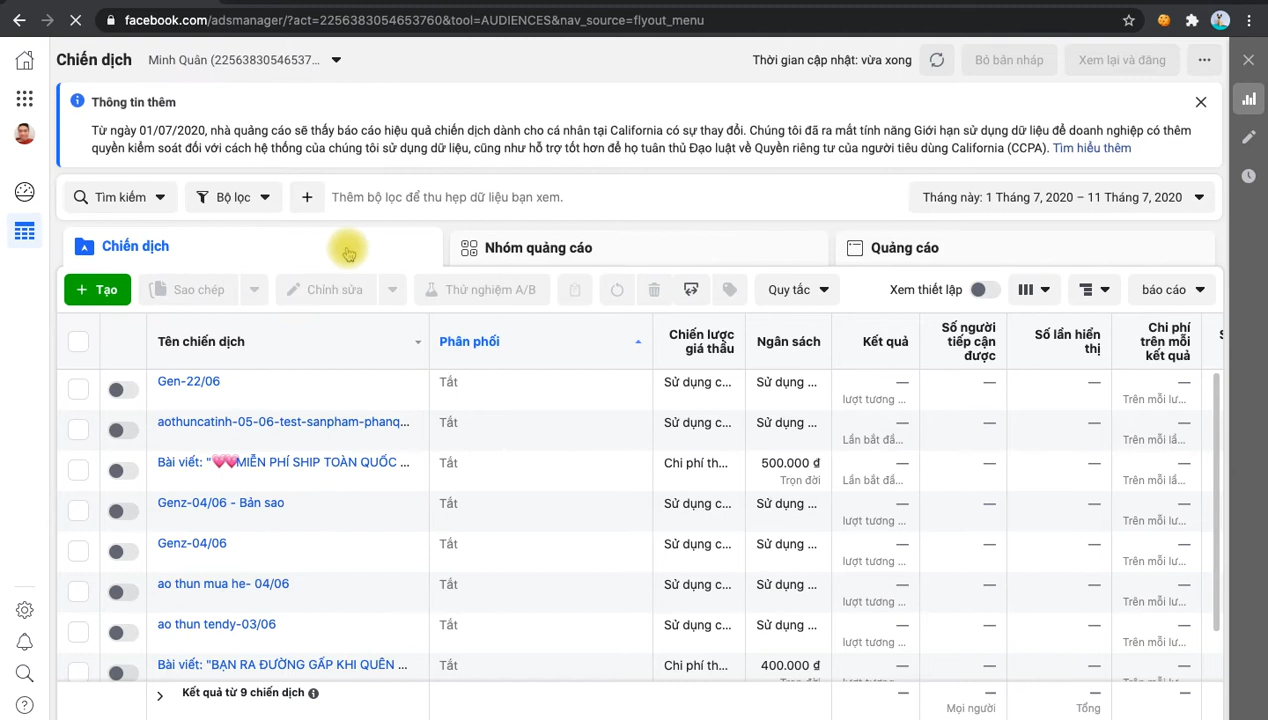 facebook.com/adsmanager/?act=2256383054653760&tool=AUDIENCES&nav_source=flyout_menu
Chiến dịch
Minh Quân (22563830546537...
Thời gian cập nhật: vừa xong
Bỏ bản nháp
Xem lại và đăng
Thông tin thêm
Từ ngày 01/07/2020, nhà quảng cáo sẽ thấy báo cáo hiệu quả chiến dịch dành cho cá nhân tại California có sự thay đổi. Chúng tôi đã ra mắt tính năng Giới hạn sử dụng dữ liệu để doanh nghiệp có thêm
quyền kiểm soát đối với cách hệ thống của chúng tôi sử dụng dữ liệu, cũng như hỗ trợ tốt hơn để họ tuân thủ Đạo luật về Quyền riêng tư của người tiêu dùng California (CCPA). Tìm hiểu thêm
Tìm kiếm
Bộ lọc
+
Thêm bộ lọc để thu hẹp dữ liệu bạn xem.
Tháng này: 1 Tháng 7, 2020 – 11 Tháng 7, 2020
Chiến dịch
Nhóm quảng cáo
Quảng cáo
+ Tạo
Sao chép
Chỉnh sửa
Thử nghiệm A/B
Quy tắc
Xem thiết lập
báo cáo
Tên chiến dịch
Phân phối
Chiến lược
giá thầu
Ngân sách
Kết quả
Số người
tiếp cận
được
Số lần hiển
thị
Chi phí
trên mỗi
kết quả
Gen-22/06
Tắt
Sử dụng c...
Sử dụng ...
—
—
—
—
lượt tương ...
Trên mỗi lư...
aothuncatinh-05-06-test-sanpham-phanq...
Tắt
Sử dụng c...
Sử dụng ...
—
—
—
—
Lần bắt đầ...
Trên mỗi lầ...
Bài viết: "💗💗MIỄN PHÍ SHIP TOÀN QUỐC ...
Tắt
Chi phí th...
500.000 ₫
—
—
—
—
Trọn đời
Lần bắt đầ...
Trên mỗi lầ...
Genz-04/06 - Bản sao
Tắt
Sử dụng c...
Sử dụng ...
—
—
—
—
lượt tương ...
Trên mỗi lư...
Genz-04/06
Tắt
Sử dụng c...
Sử dụng ...
—
—
—
—
lượt tương ...
Trên mỗi lư...
ao thun mua he- 04/06
Tắt
Sử dụng c...
Sử dụng ...
—
—
—
—
lượt tương ...
Trên mỗi lư...
ao thun tendy-03/06
Tắt
Sử dụng c...
Sử dụng ...
—
—
—
—
lượt tương ...
Trên mỗi lư...
Bài viết: "BẠN RA ĐƯỜNG GẶP KHI QUÊN ...
Tắt
Chi phí th...
400.000 ₫
—
—
—
—
Kết quả từ 9 chiến dịch
—
—
—
—
Mọi người
Tổng